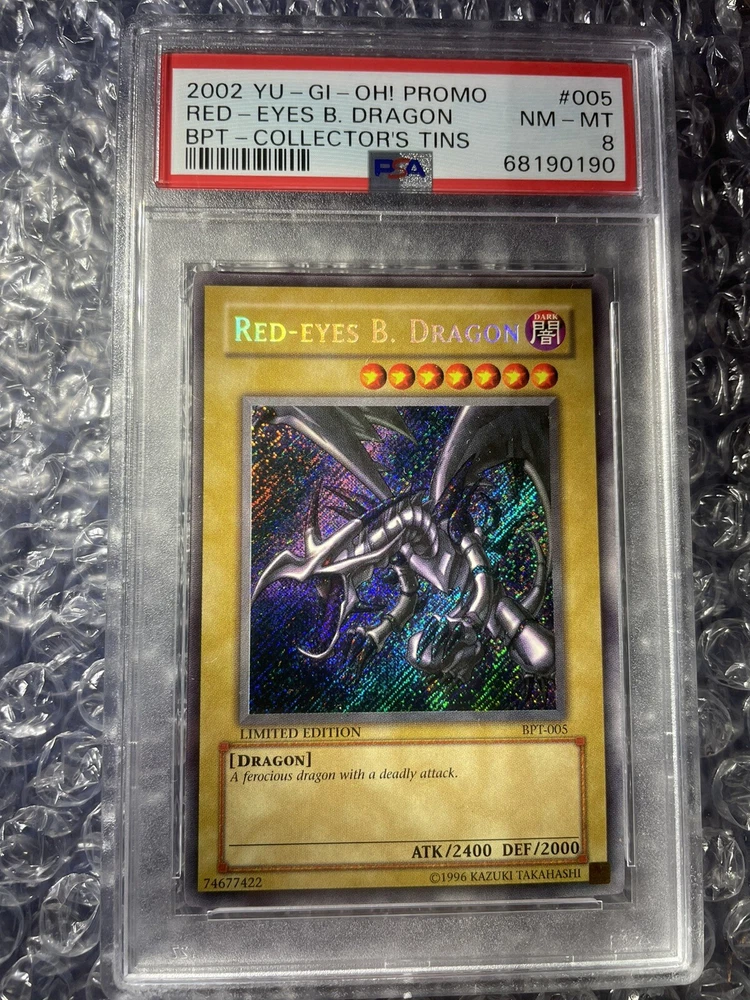 2002 YU-GI-OH! PROMO #005
RED-EYES B. DRAGON NM-MT
BPT-COLLECTOR'S TINS 8
PSA 68190190
RED-EYES B. DRAGON DARK 闇
LIMITED EDITION BPT-005
[DRAGON]
A ferocious dragon with a deadly attack.
ATK/2400 DEF/2000
74677422 ©1996 KAZUKI TAKAHASHI